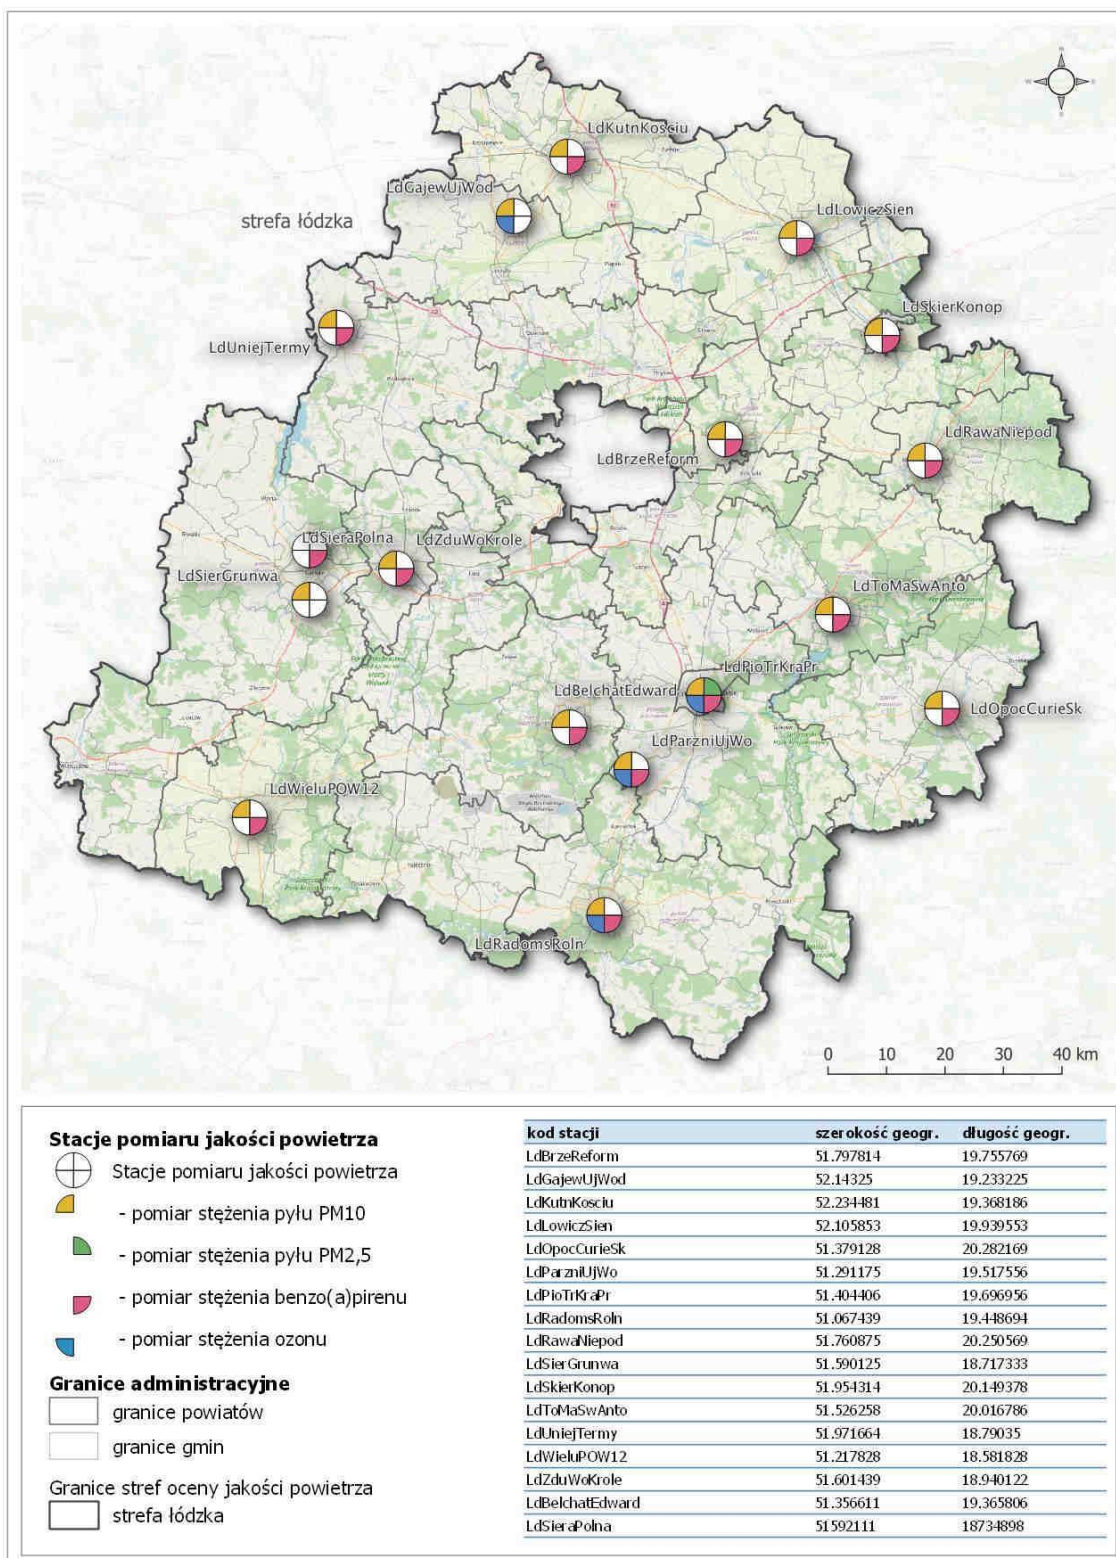 LdKutnKosciu
LdGajewUjWod
strefa łódzka
LdLowiczSien
LdSkierKonop
LdUniejTermy
LdRawaNiepod
LdBrzeReform
LdSieraPolna
LdZduWoKrole
LdSierGrunwa
LdToMaSwAnto
LdPioTrKraPr
LdBelchatEdward
LdOpocCurieSk
LdParzniUjWo
LdWieluPOW12
LdRadomsRoln
0 10 20 30 40 km
Stacje pomiaru jakości powietrza
Stacje pomiaru jakości powietrza
- pomiar stężenia pyłu PM10
- pomiar stężenia pyłu PM2,5
- pomiar stężenia benzo(a)pirenu
- pomiar stężenia ozonu
Granice administracyjne
granice powiatów
granice gmin
Granice stref oceny jakości powietrza
strefa łódzka
kod stacji szerokość geogr. długość geogr.
LdBrzeReform 51.797814 19.755769
LdGajewUjWod 52.14325 19.233225
LdKutnKosciu 52.234481 19.368186
LdLowiczSien 52.105853 19.939553
LdOpocCurieSk 51.379128 20.282169
LdParzniUjWo 51.291175 19.517556
LdPioTrKraPr 51.404406 19.696956
LdRadomsRoln 51.067439 19.448694
LdRawaNiepod 51.760875 20.250569
LdSierGrunwa 51.590125 18.717333
LdSkierKonop 51.954314 20.149378
LdToMaSwAnto 51.526258 20.016786
LdUniejTermy 51.971664 18.79035
LdWieluPOW12 51.217828 18.581828
LdZduWoKrole 51.601439 18.940122
LdBelchatEdward 51.356611 19.365806
LdSieraPolna 51592111 18734898